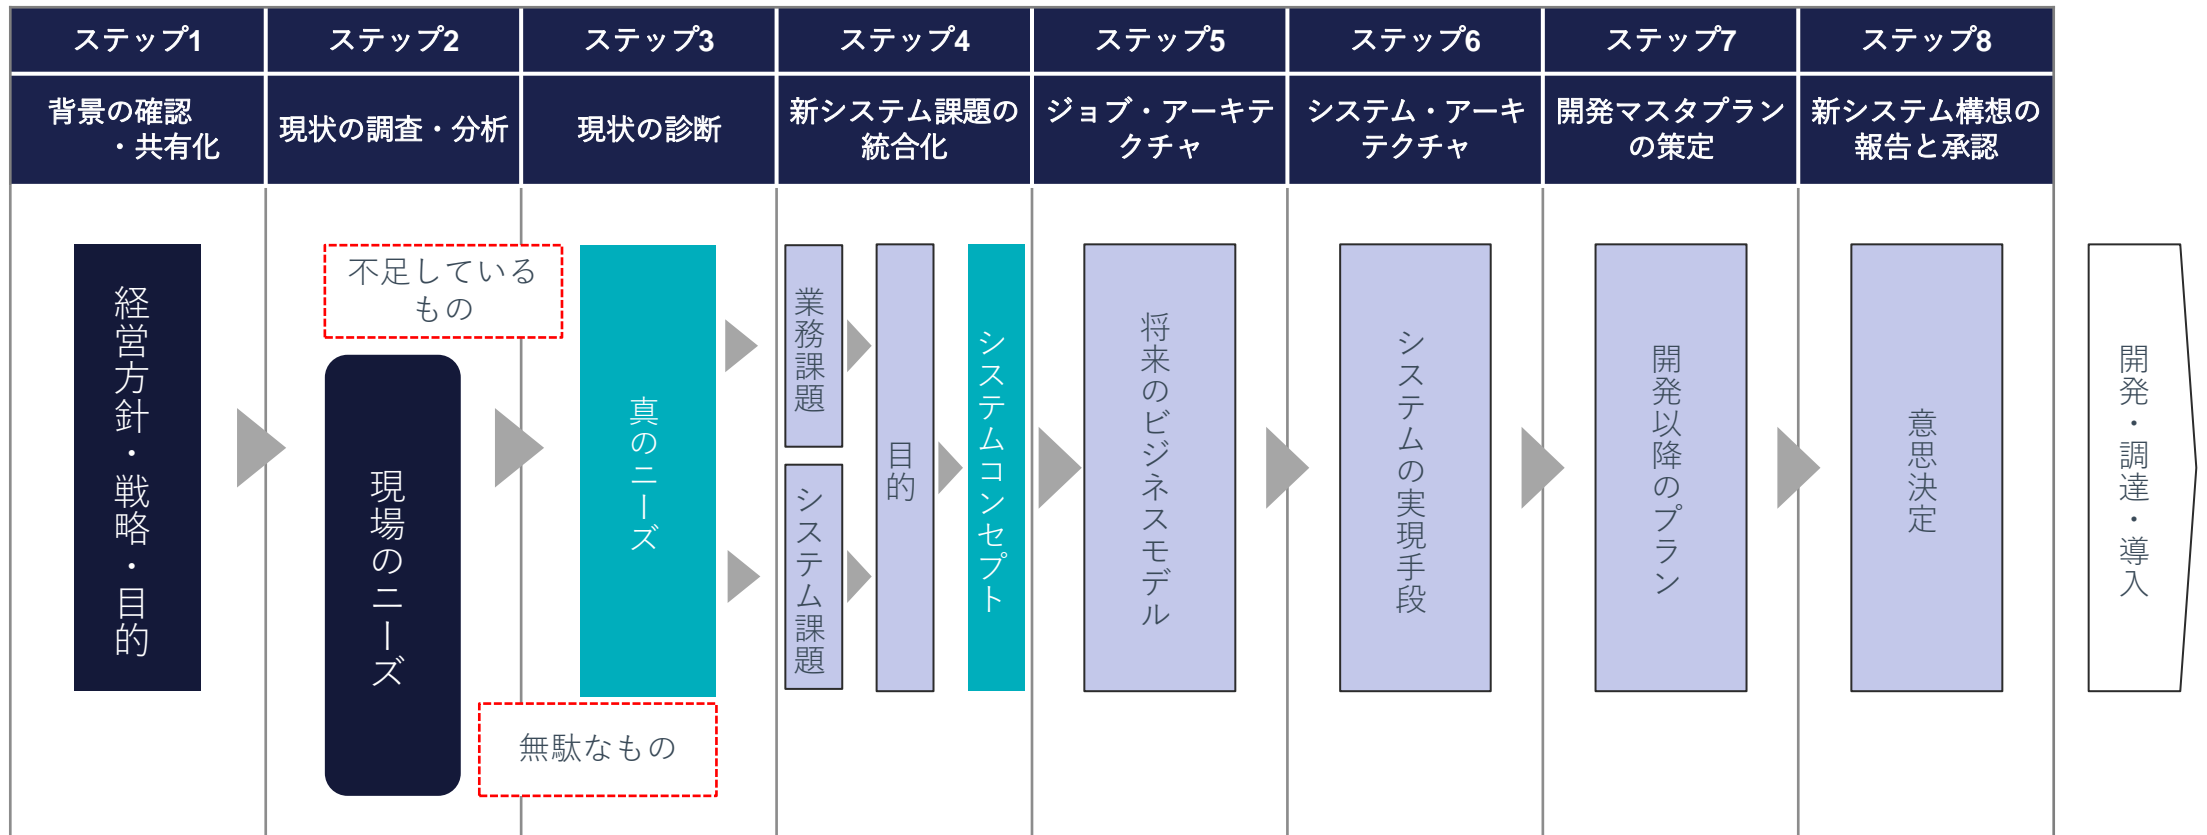 ステップ1
ステップ2
ステップ3
ステップ4
ステップ5
ステップ6
ステップ7
ステップ8
背景の確認
・共有化
現状の調査・分析
現状の診断
新システム課題の
統合化
ジョブ・アーキテ
クチャ
システム・アーキ
テクチャ
開発マスタプラン
の策定
新システム構想の
報告と承認
経営方針・戦略・目的
不足している
もの
現場のニーズ
真のニーズ
無駄なもの
業務課題
システム課題
目的
システムコンセプト
将来のビジネスモデル
システムの実現手段
開発以降のプラン
意思決定
開発・調達・導入